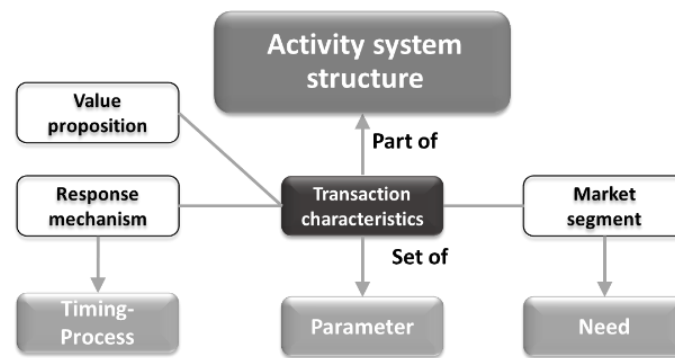 Activity system
structure
Value
proposition
Part of
Response
mechanism
Transaction
characteristics
Market
segment
Set of
Timing-
Process
Parameter
Need